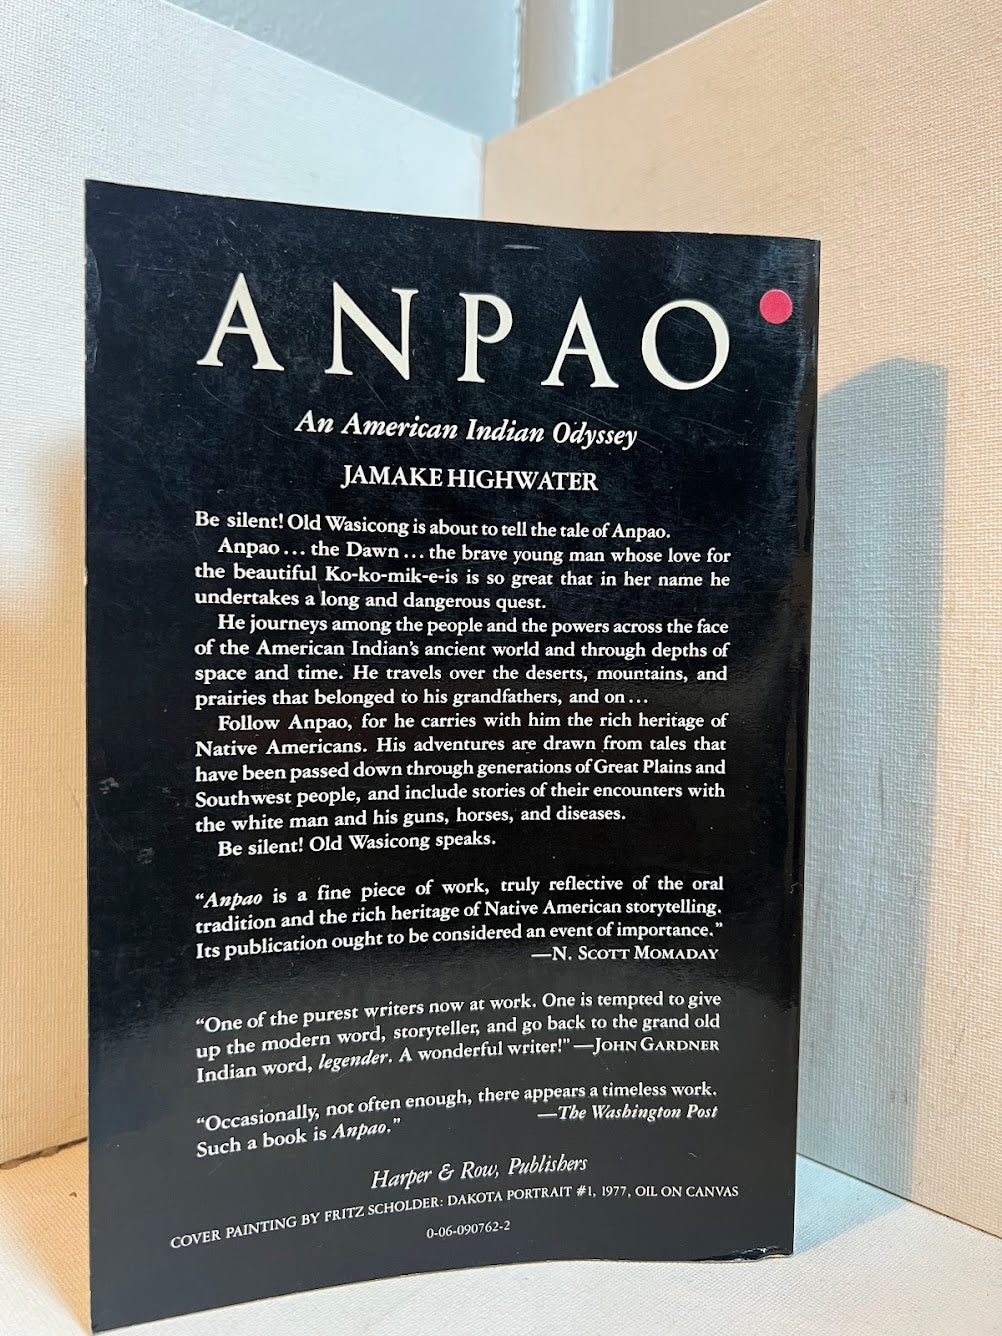 ANPAO
An American Indian Odyssey
JAMAKE HIGHWATER
Be silent! Old Wasicong is about to tell the tale of Anpao.
Anpao... the Dawn... the brave young man whose love for
the beautiful Ko-ko-mik-e-is is so great that in her name he
undertakes a long and dangerous quest.
He journeys among the people and the powers across the face
of the American Indian's ancient world and through depths of
space and time. He travels over the deserts, mountains, and
prairies that belonged to his grandfathers, and on...
Follow Anpao, for he carries with him the rich heritage of
Native Americans. His adventures are drawn from tales that
have been passed down through generations of Great Plains and
Southwest people, and include stories of their encounters with
the white man and his guns, horses, and diseases.
Be silent! Old Wasicong speaks.
"Anpao is a fine piece of work, truly reflective of the oral
tradition and the rich heritage of Native American storytelling.
Its publication ought to be considered an event of importance."
—N. SCOTT MOMADAY
"One of the purest writers now at work. One is tempted to give
up the modern word, storyteller, and go back to the grand old
Indian word, legender. A wonderful writer!" —JOHN GARDNER
"Occasionally, not often enough, there appears a timeless work.
Such a book is Anpao." —The Washington Post
Harper & Row, Publishers
COVER PAINTING BY FRITZ SCHOLDER: DAKOTA PORTRAIT #1, 1977, OIL ON CANVAS
0-06-090762-2